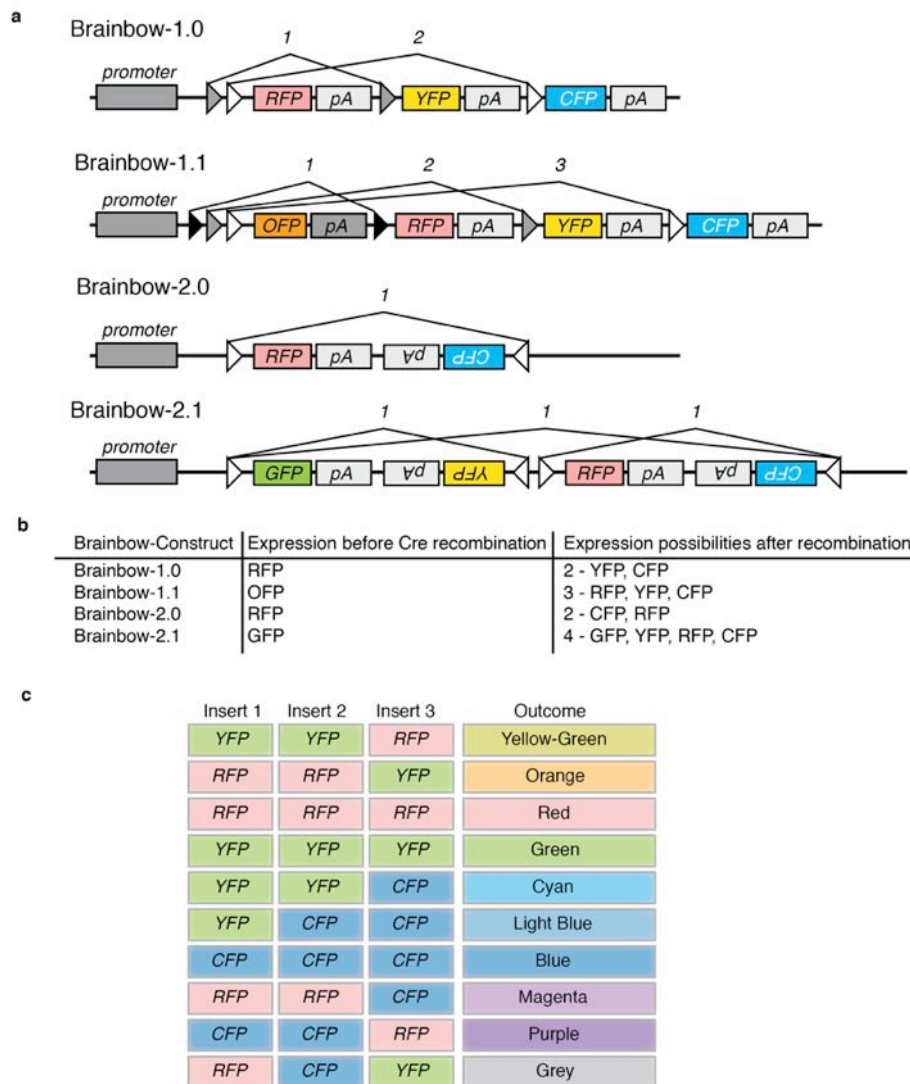 a
Brainbow-1.0
1 2
promoter
RFP pA YFP pA CFP pA
Brainbow-1.1
1 2 3
promoter
OFP pA RFP pA YFP pA CFP pA
Brainbow-2.0
1
promoter
RFP pA pA CFP
Brainbow-2.1
1 1 1
promoter
GFP pA pA YFP RFP pA pA CFP
b
Brainbow-Construct Expression before Cre recombination Expression possibilities after recombination
Brainbow-1.0 RFP 2 - YFP, CFP
Brainbow-1.1 OFP 3 - RFP, YFP, CFP
Brainbow-2.0 RFP 2 - CFP, RFP
Brainbow-2.1 GFP 4 - GFP, YFP, RFP, CFP
c
Insert 1 Insert 2 Insert 3 Outcome
YFP YFP RFP Yellow-Green
RFP RFP YFP Orange
RFP RFP RFP Red
YFP YFP YFP Green
YFP YFP CFP Cyan
YFP CFP CFP Light Blue
CFP CFP CFP Blue
RFP RFP CFP Magenta
CFP CFP RFP Purple
RFP CFP YFP Grey